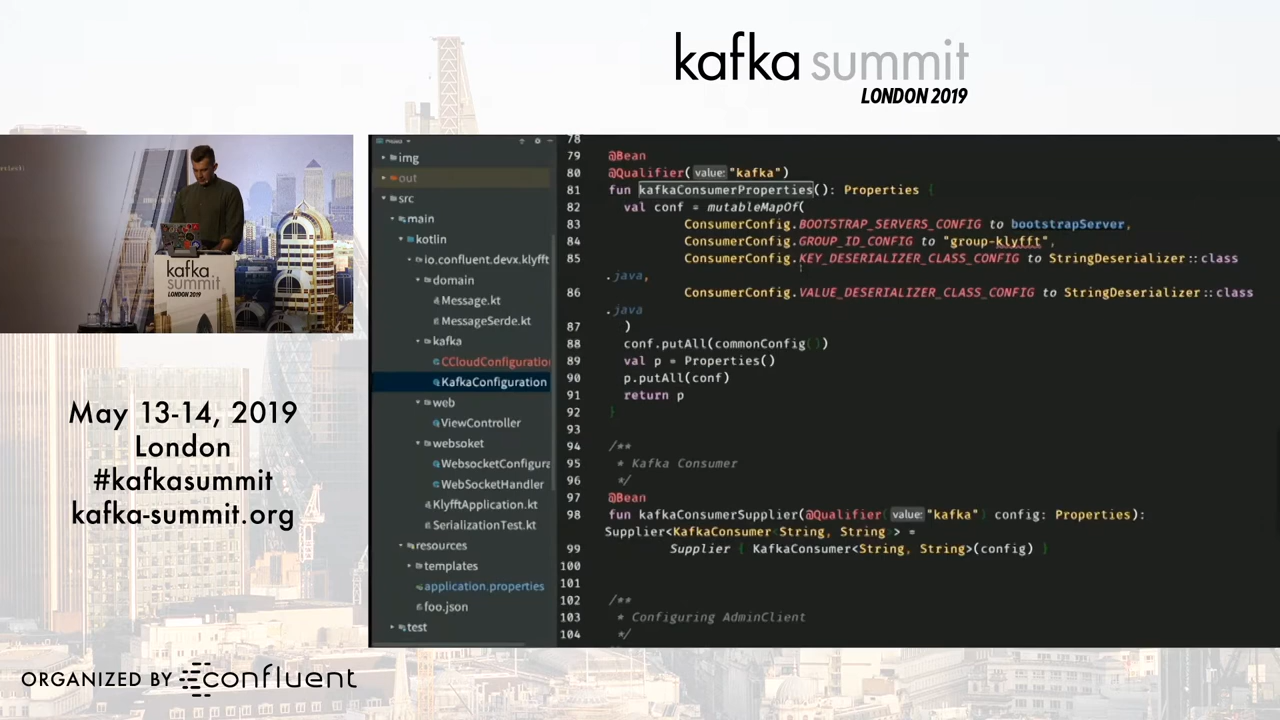 kafka summit
LONDON 2019
kafka
summit
LONDON 2019
May 13-14, 2019
London
#kafkasummit
kafka-summit.org
ORGANIZED BY confluent
Project
img
out
src
main
kotlin
io.confluent.devx.klyfft
domain
Message.kt
MessageSerde.kt
kafka
CCloudConfiguratio
KafkaConfiguration
web
ViewController
websoket
WebsocketConfigura
WebSocketHandler
KlyfftApplication.kt
SerializationTest.kt
resources
templates
application.properties
foo.json
test
78
79 @Bean
80 @Qualifier( value: "kafka")
81 fun kafkaConsumerProperties(): Properties {
82 val conf = mutableMapOf(
83 ConsumerConfig.BOOTSTRAP_SERVERS_CONFIG to bootstrapServer,
84 ConsumerConfig.GROUP_ID_CONFIG to "group-klyfft",
85 ConsumerConfig.KEY_DESERIALIZER_CLASS_CONFIG to StringDeserializer::class
.java,
86 ConsumerConfig.VALUE_DESERIALIZER_CLASS_CONFIG to StringDeserializer::class
.java
87 )
88 conf.putAll(commonConfig())
89 val p = Properties()
90 p.putAll(conf)
91 return p
92 }
93
94 /**
95 * Kafka Consumer
96 */
97 @Bean
98 fun kafkaConsumerSupplier(@Qualifier( value: "kafka") config: Properties):
Supplier<KafkaConsumer<String, String>> =
99 Supplier { KafkaConsumer<String, String>(config) }
100
101
102 /**
103 * Configuring AdminClient
104 */